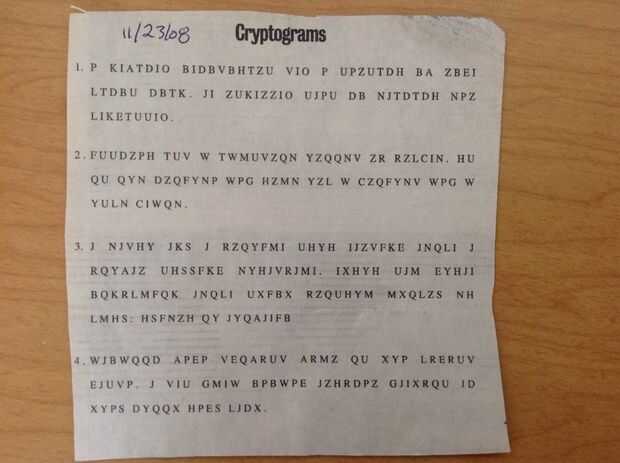 11/23/08 Cryptograms
1. P KIATDIO BIDBVBHTZU VIO P UPZUTDH BA ZBEI
LTDBU DBTK. JI ZUKIZZIO UJPU DB NJTDTDH NPZ
LIKETUUIO.
2. FUUDZPH TUV W TWMUVZQN YZQQNV ZR RZLCIN. HU
QU QYN DZQFYNP WPG HZMN YZL W CZQFYNV WPG W
YULN CIWQN.
3. J NJVHY JKS J RZQYFMI UHYH IJZVFKE JNQLI J
RQYAJZ UHSSFKE NYHJVRJMI. IXHYH UJM EYHJI
BQKRLMFQK JNQLI UXFBX RZQUHYM MXQLZS NH
LMHS: HSFNZH QY JYQAJIFB
4. WJBWQQD APEP VEQARUV ARMZ QU XYP LRERUV
EJUVP. J VIU GMIW BPBWPE JZHRDPZ GJIXRQU JD
XYPS DYQQX HPES LJDX.